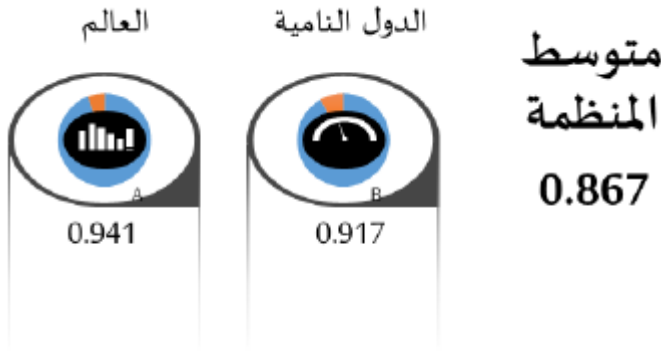 متوسط
المنظمة
0.867
الدول النامية
B
0.917
العالم
A
0.941